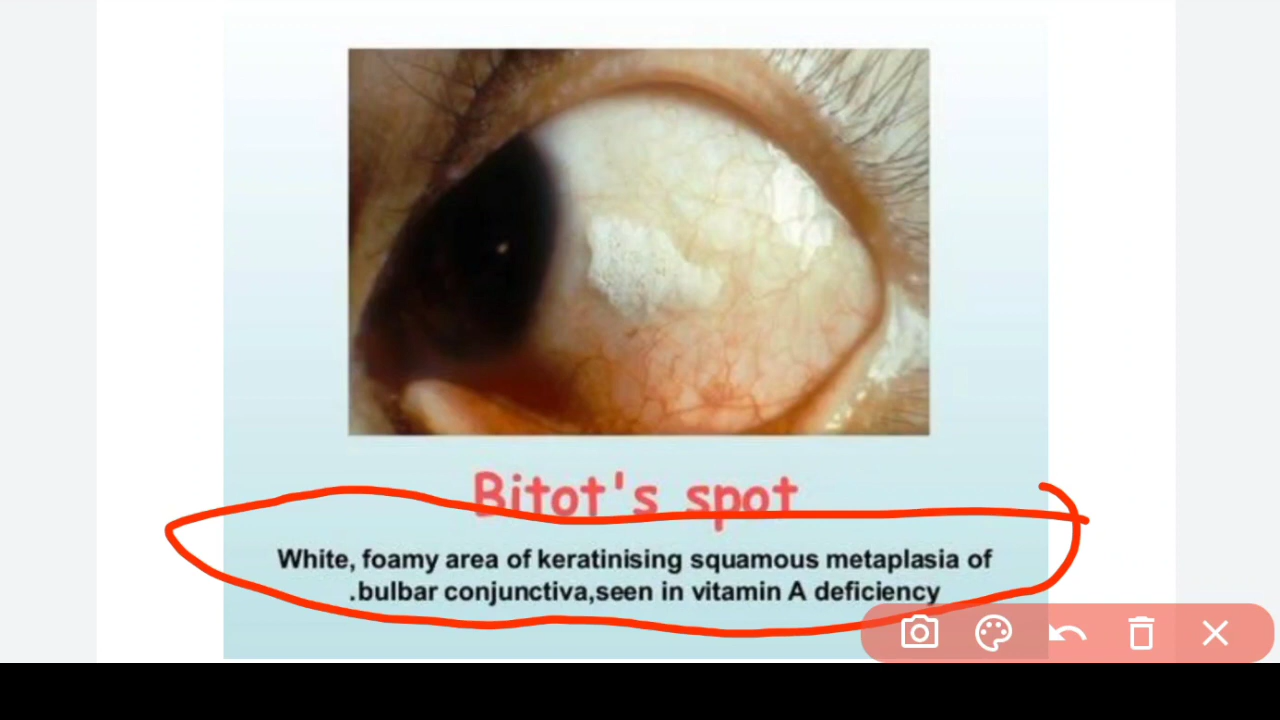 Bitot's spot
White, foamy area of keratinising squamous metaplasia of
.bulbar conjunctiva,seen in vitamin A deficiency